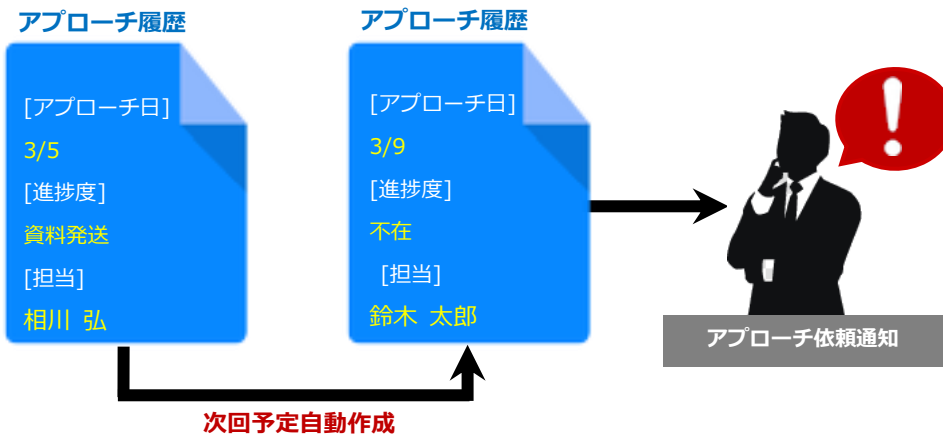 アプローチ履歴
[アプローチ日]
3/5
[進捗度]
資料発送
[担当]
相川 弘
アプローチ履歴
[アプローチ日]
3/9
[進捗度]
不在
[担当]
鈴木 太郎
次回予定自動作成
アプローチ依頼通知